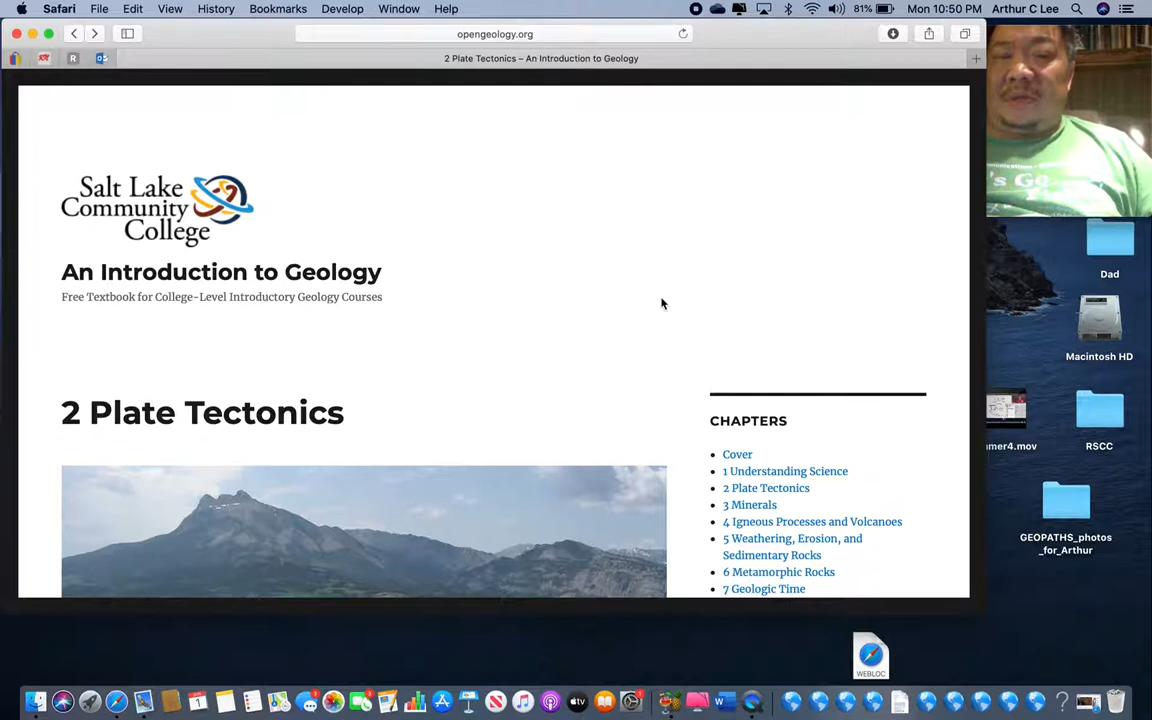 Safari File Edit View History Bookmarks Develop Window Help 81% Mon 10:50 PM Arthur C Lee
opengeology.org
2 Plate Tectonics – An Introduction to Geology
Salt Lake
Community
College
An Introduction to Geology
Free Textbook for College-Level Introductory Geology Courses
2 Plate Tectonics
CHAPTERS
Cover
1 Understanding Science
2 Plate Tectonics
3 Minerals
4 Igneous Processes and Volcanoes
5 Weathering, Erosion, and
Sedimentary Rocks
6 Metamorphic Rocks
7 Geologic Time
's Go
Dad
Macintosh HD
mmer4.mov
RSCC
GEOPATHS_photos
_for_Arthur
WEBLOC